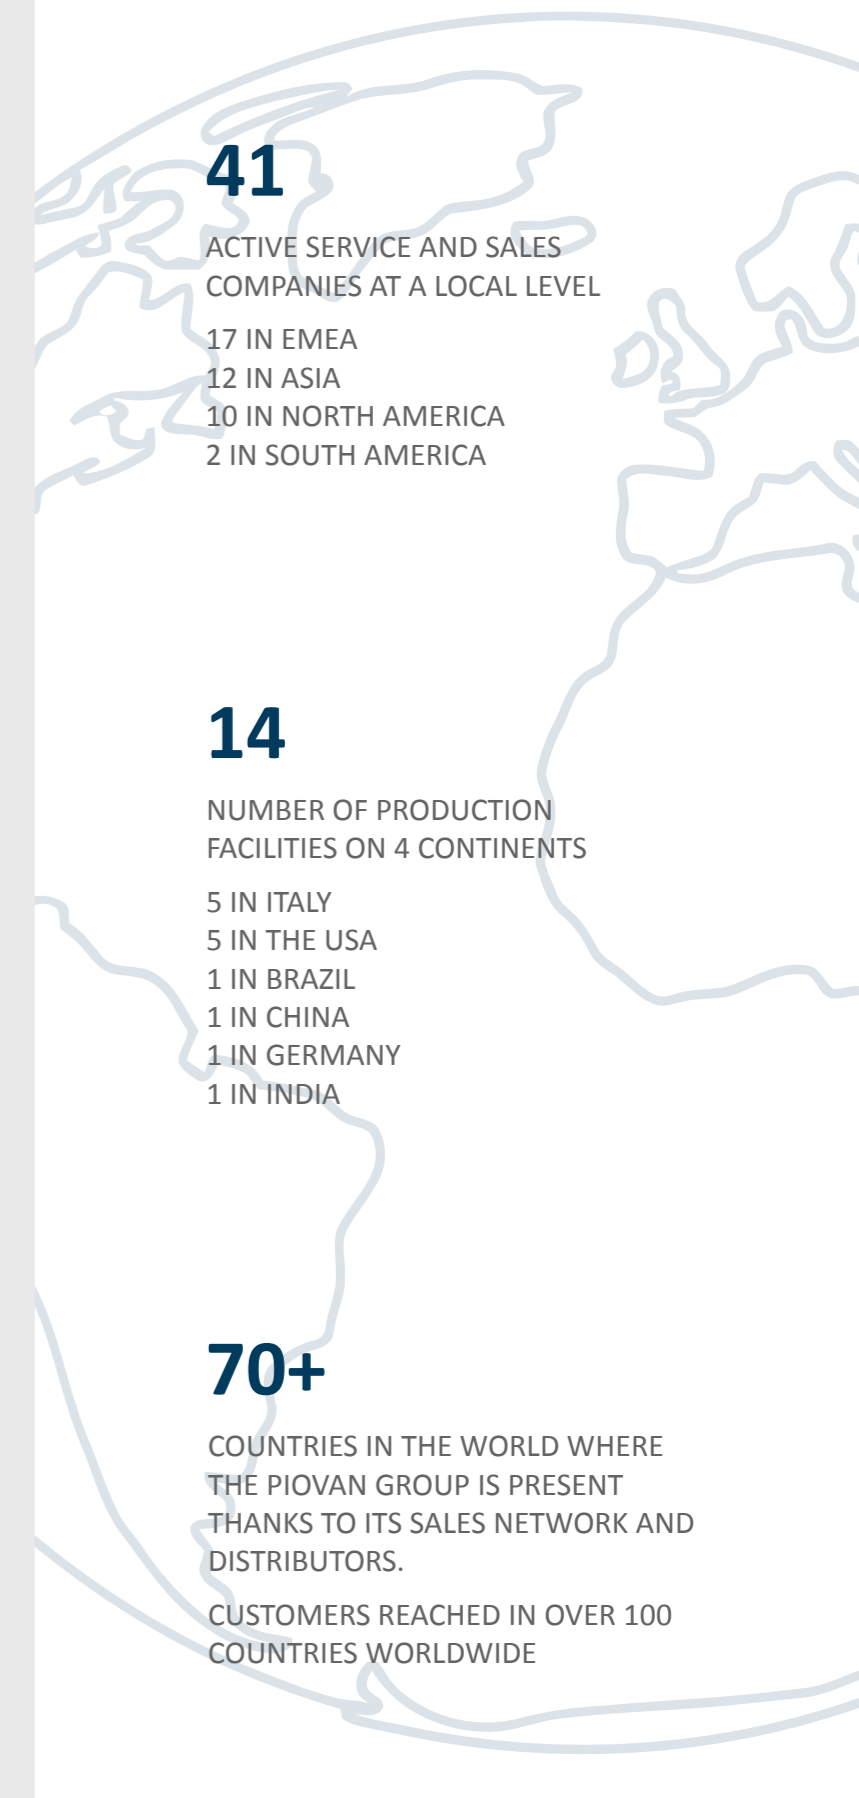 41
ACTIVE SERVICE AND SALES
COMPANIES AT A LOCAL LEVEL
17 IN EMEA
12 IN ASIA
10 IN NORTH AMERICA
2 IN SOUTH AMERICA
14
NUMBER OF PRODUCTION
FACILITIES ON 4 CONTINENTS
5 IN ITALY
5 IN THE USA
1 IN BRAZIL
1 IN CHINA
1 IN GERMANY
1 IN INDIA
70+
COUNTRIES IN THE WORLD WHERE
THE PIOVAN GROUP IS PRESENT
THANKS TO ITS SALES NETWORK AND
DISTRIBUTORS.
CUSTOMERS REACHED IN OVER 100
COUNTRIES WORLDWIDE